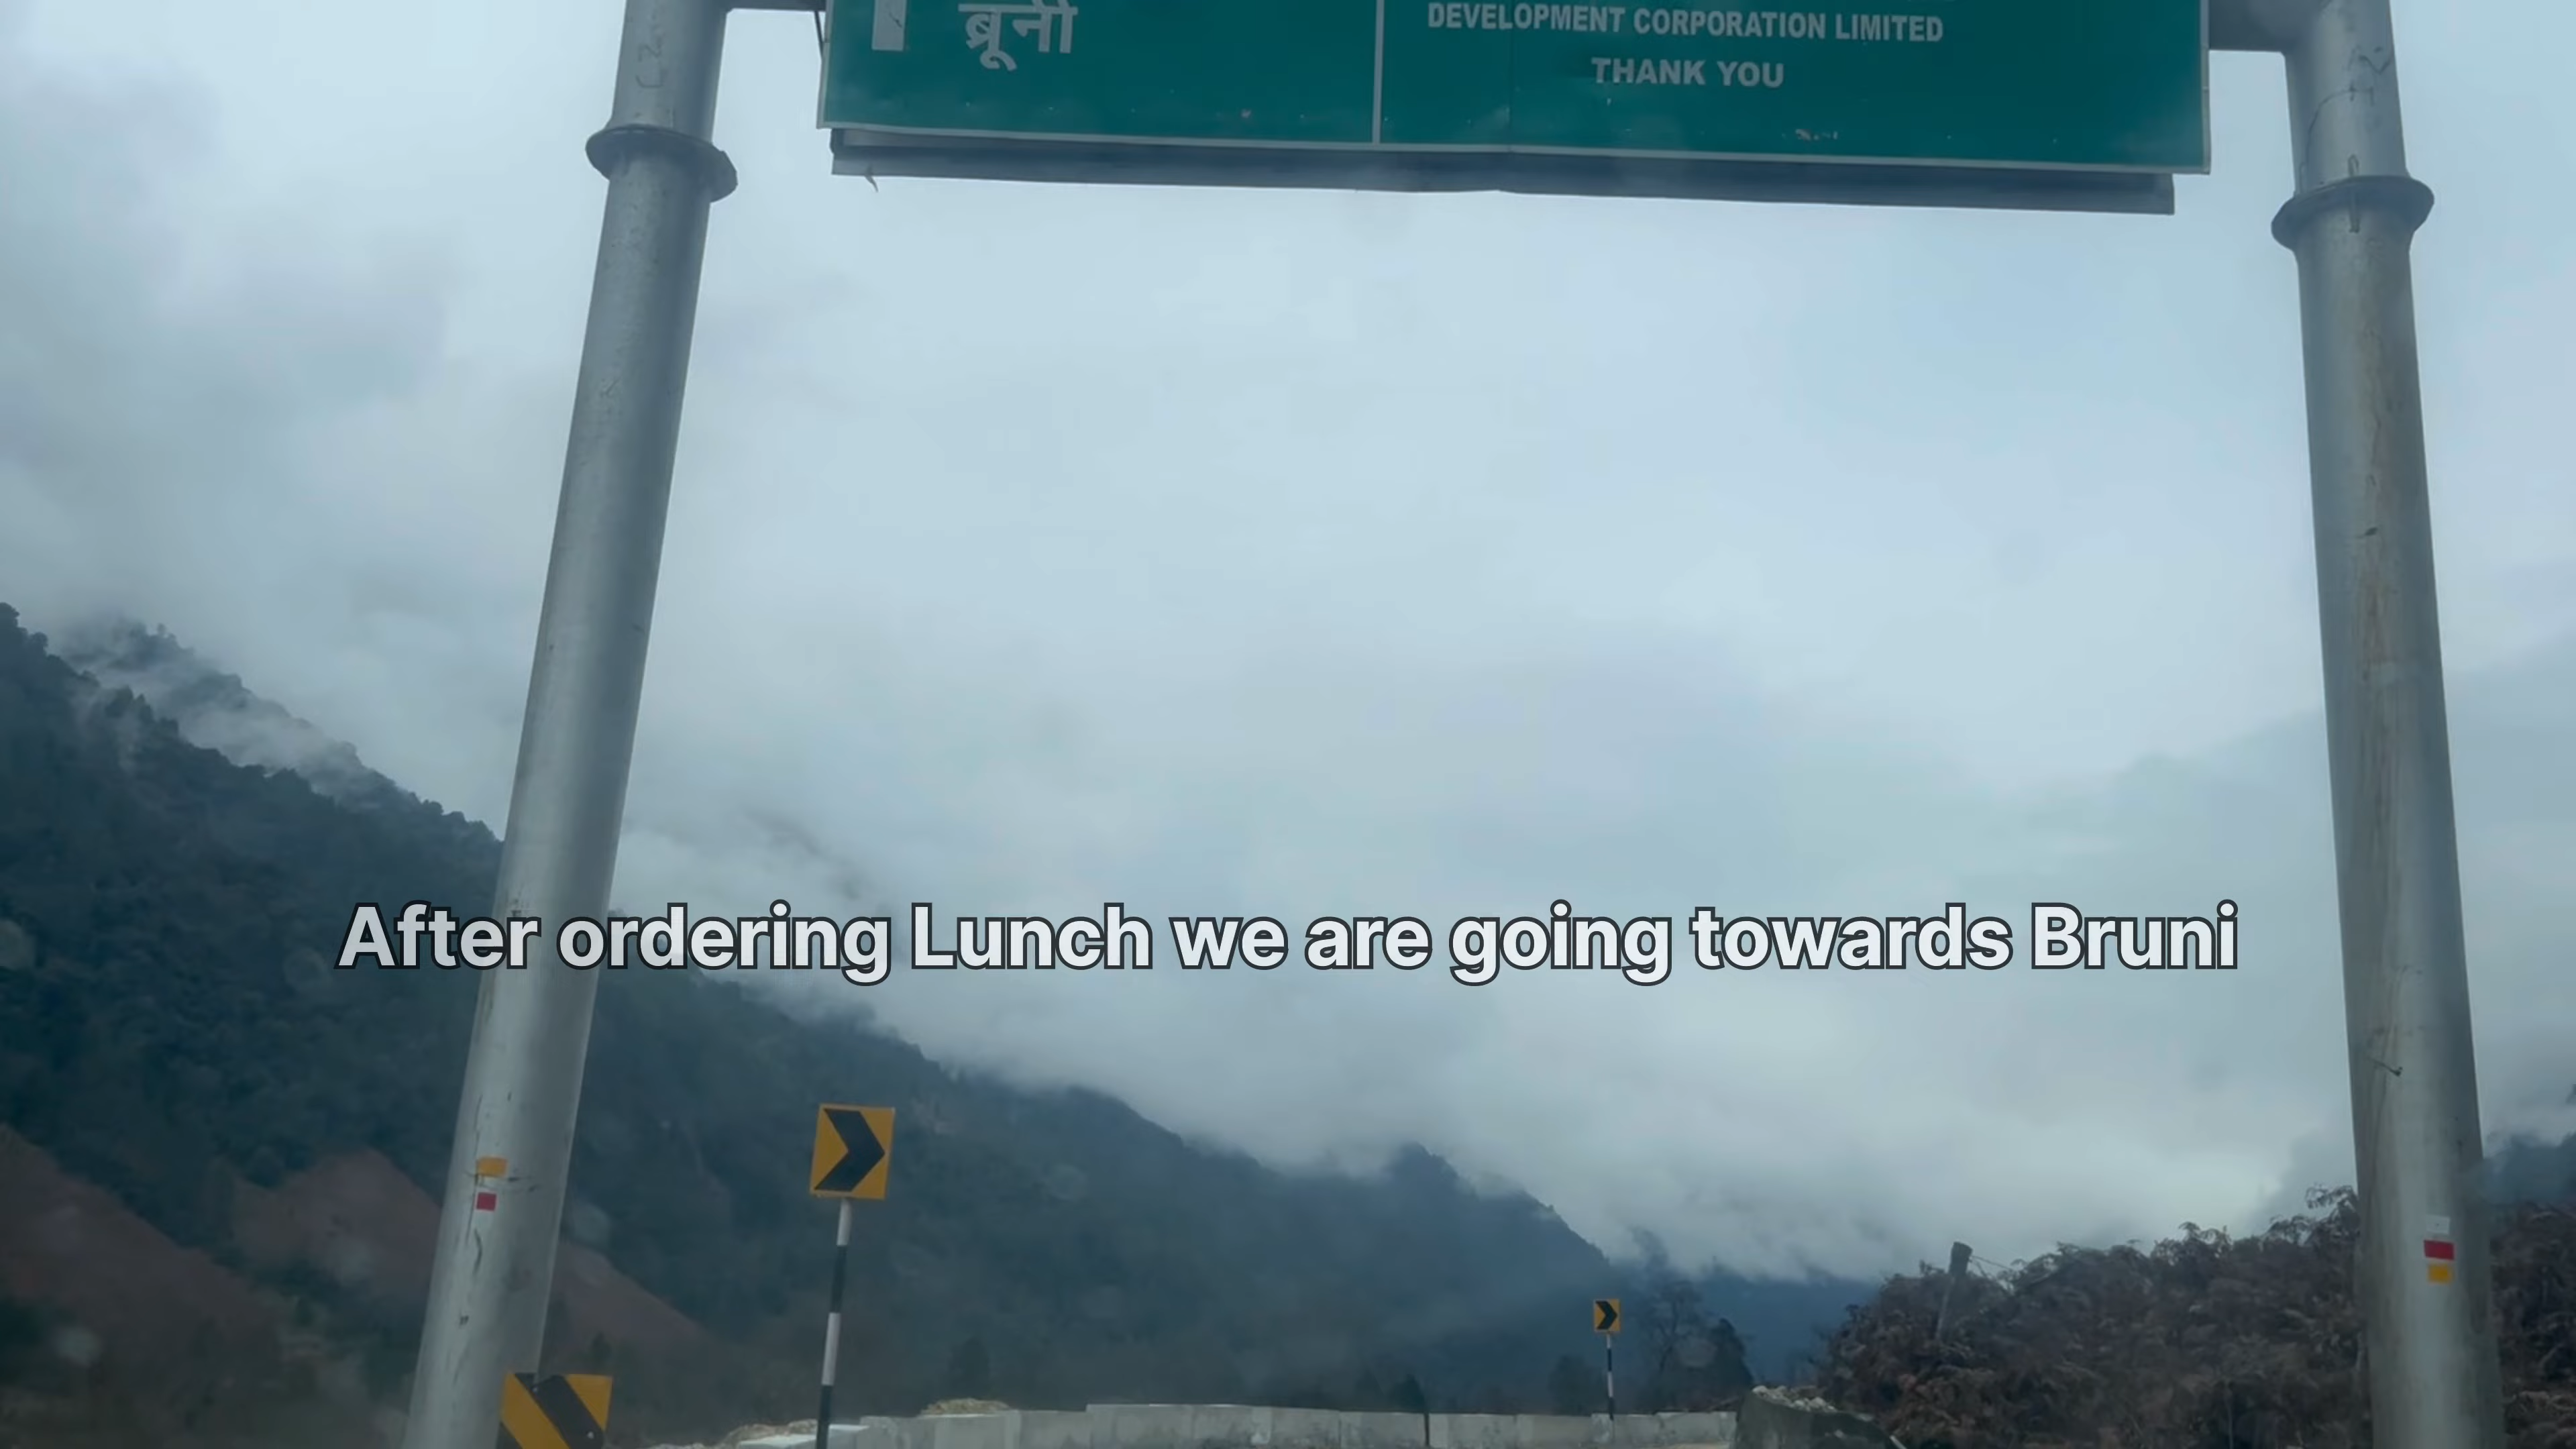 ब्रूनी
DEVELOPMENT CORPORATION LIMITED
THANK YOU
After ordering Lunch we are going towards Bruni